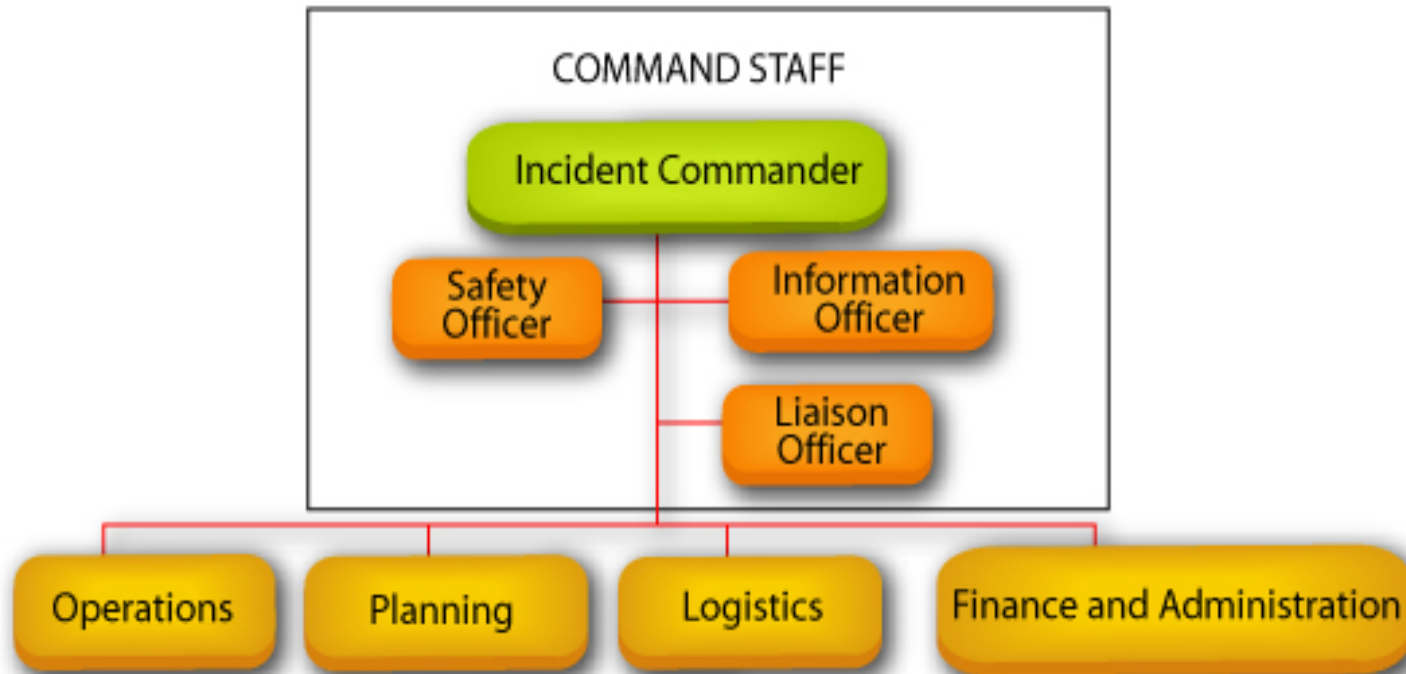 COMMAND STAFF
Incident Commander
Safety
Officer
Information
Officer
Liaison
Officer
Operations
Planning
Logistics
Finance and Administration